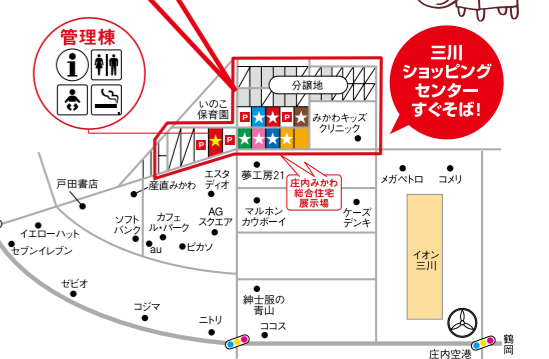 管理棟
三川
ショッピング
センター
すぐそば!
分譲地
いのこ
保育園
P
P
P
P
みかわキッズ
クリニック
戸田書店
産直みかわ
エスタ
ディオ
夢工房21
庄内みかわ
総合住宅
展示場
メガペトロ
コメリ
イエローハット
セブンイレブン
ソフト
バンク
カフェ
ル・パーク
AG
スクエア
au
ピカソ
マルホン
カウボーイ
ケーズ
デンキ
イオン
三川
ゼビオ
コジマ
ニトリ
紳士服の
青山
ココス
庄内空港
鶴岡